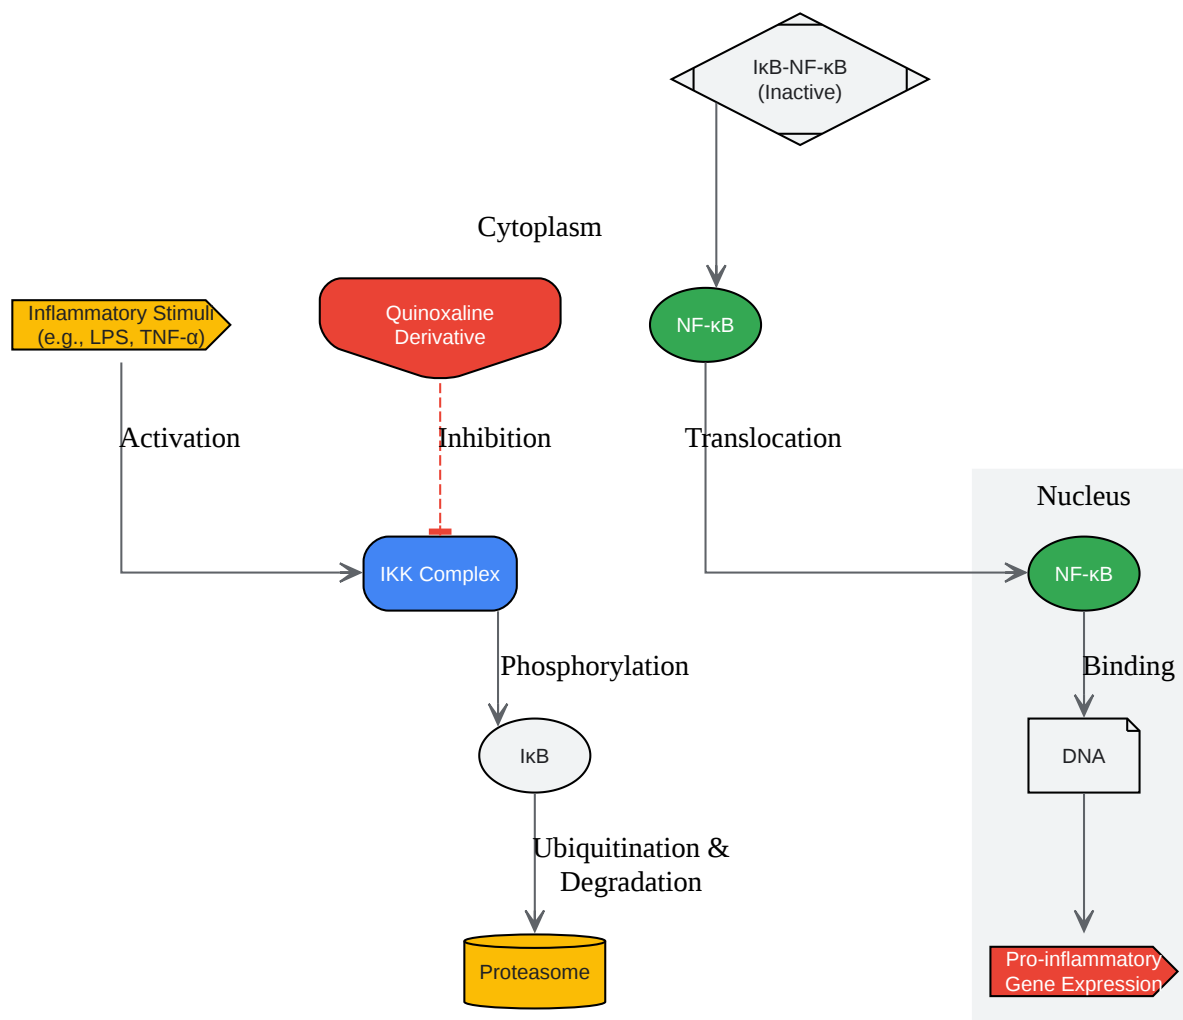 IκB-NF-κB
(Inactive)
Cytoplasm
Inflammatory Stimuli
(e.g., LPS, TNF-α)
Quinoxaline
Derivative
NF-κB
Activation
Inhibition
Translocation
Nucleus
IKK Complex
NF-κB
Phosphorylation
Binding
IκB
DNA
Ubiquitination &
Degradation
Proteasome
Pro-inflammatory
Gene Expression